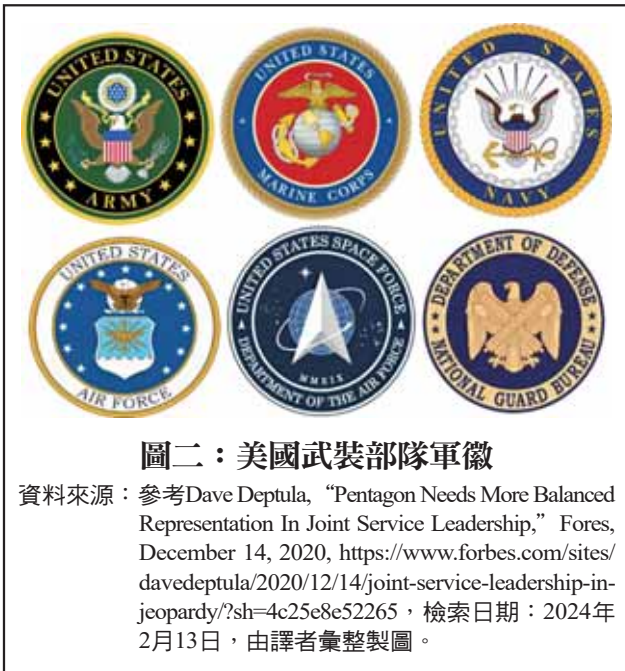 UNITED STATES
ARMY
UNITED STATES
MARINE CORPS
UNITED STATES
NAVY
UNITED STATES
AIR FORCE
UNITED STATES SPACE FORCE
MMXIX
DEPARTMENT OF THE AIR FORCE
DEPARTMENT OF DEFENSE
NATIONAL GUARD BUREAU
圖二：美國武裝部隊軍徽
資料來源：參考Dave Deptula, “Pentagon Needs More Balanced
Representation In Joint Service Leadership,” Fores,
December 14, 2020, https://www.forbes.com/sites/
davedeptula/2020/12/14/joint-service-leadership-in-
jeopardy/?sh=4c25e8e52265，檢索日期：2024年
2月13日，由譯者彙整製圖。